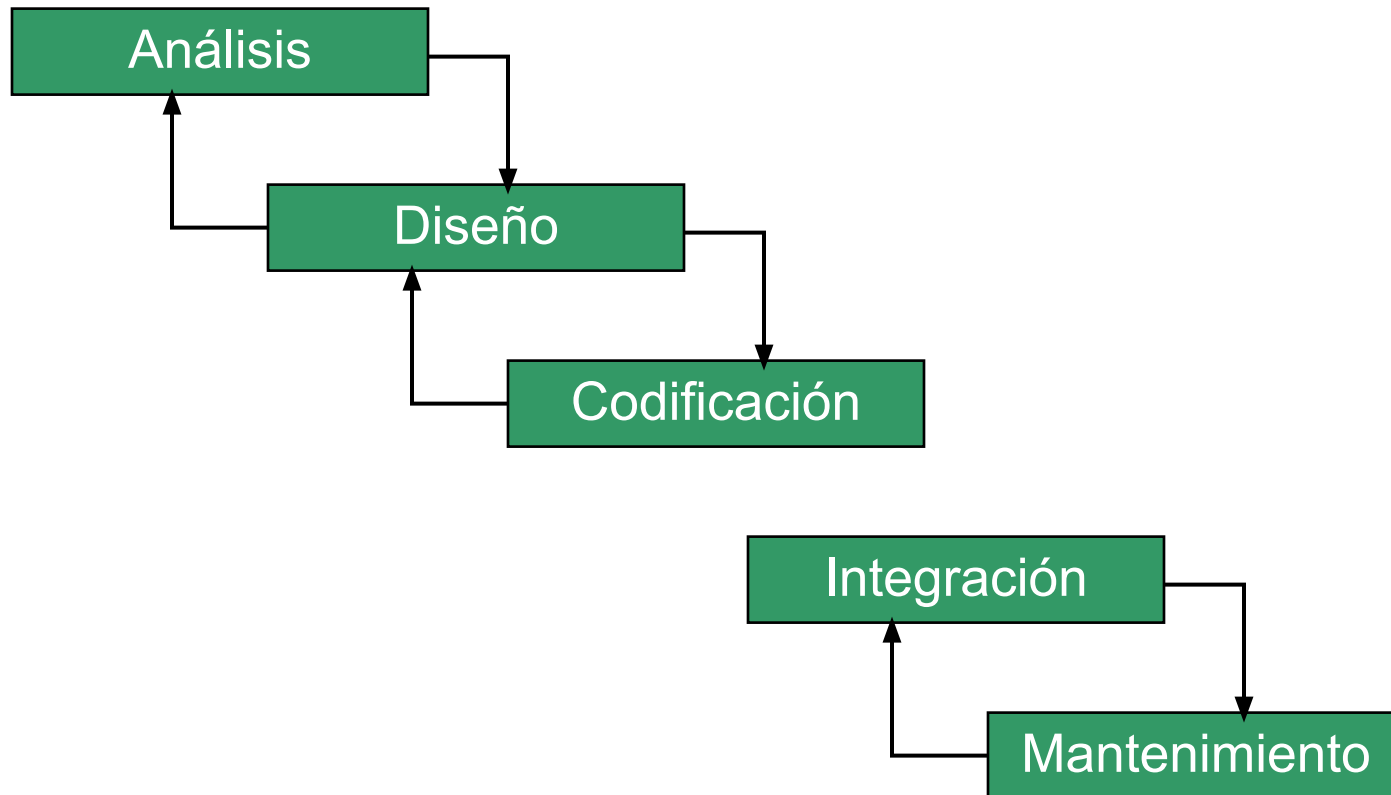 Análisis
Diseño
Codificación
Integración
Mantenimiento